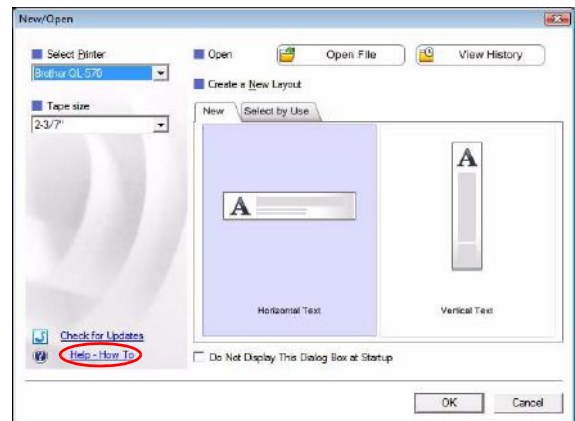 New/Open
Select Printer
Brother QL-570
Tape size
2-3/7"
Check for Updates
Help - How To
Open
Open File
View History
Create a New Layout
New
Select by Use
A
Horizontal Text
A
Vertical Text
Do Not Display This Dialog Box at Startup
OK
Cancel